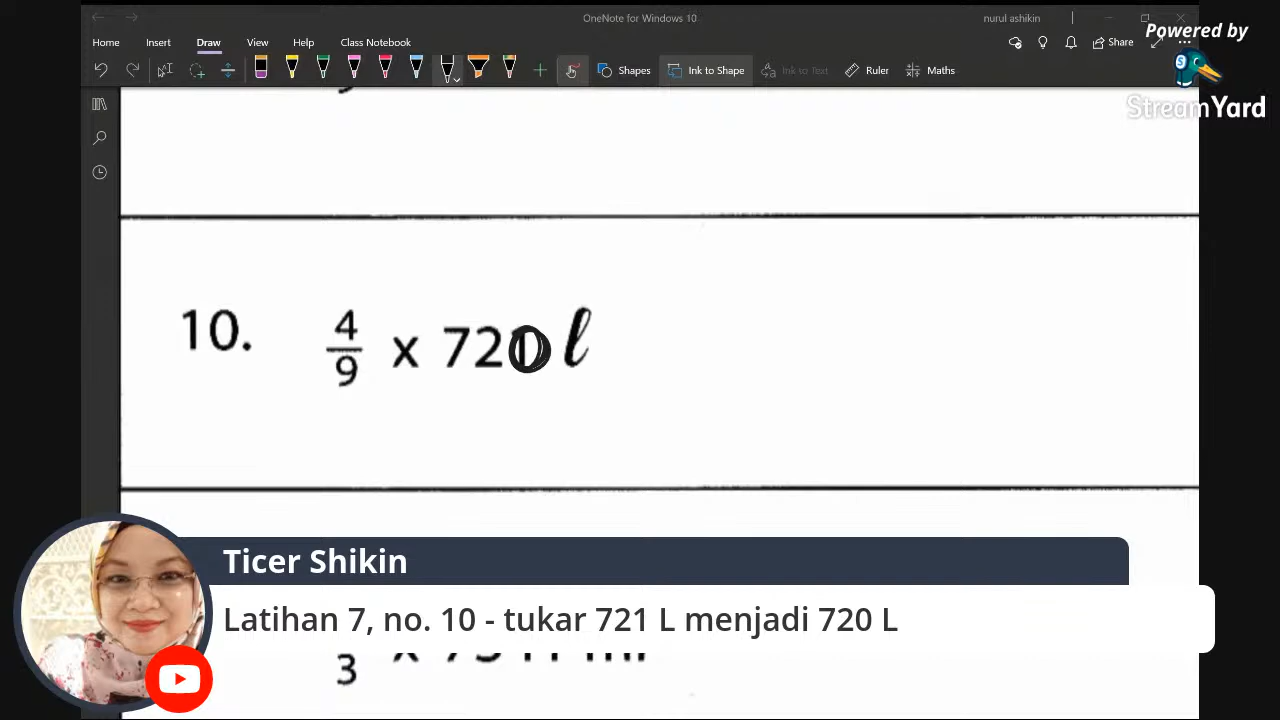 OneNote for Windows 10
nurul ashikin
Powered by
StreamYard
Home Insert Draw View Help Class Notebook
Share
Shapes Ink to Shape Ink to Text Ruler Maths
10. 4/9 x 720 ℓ
Ticer Shikin
Latihan 7, no. 10 - tukar 721 L menjadi 720 L
3 x